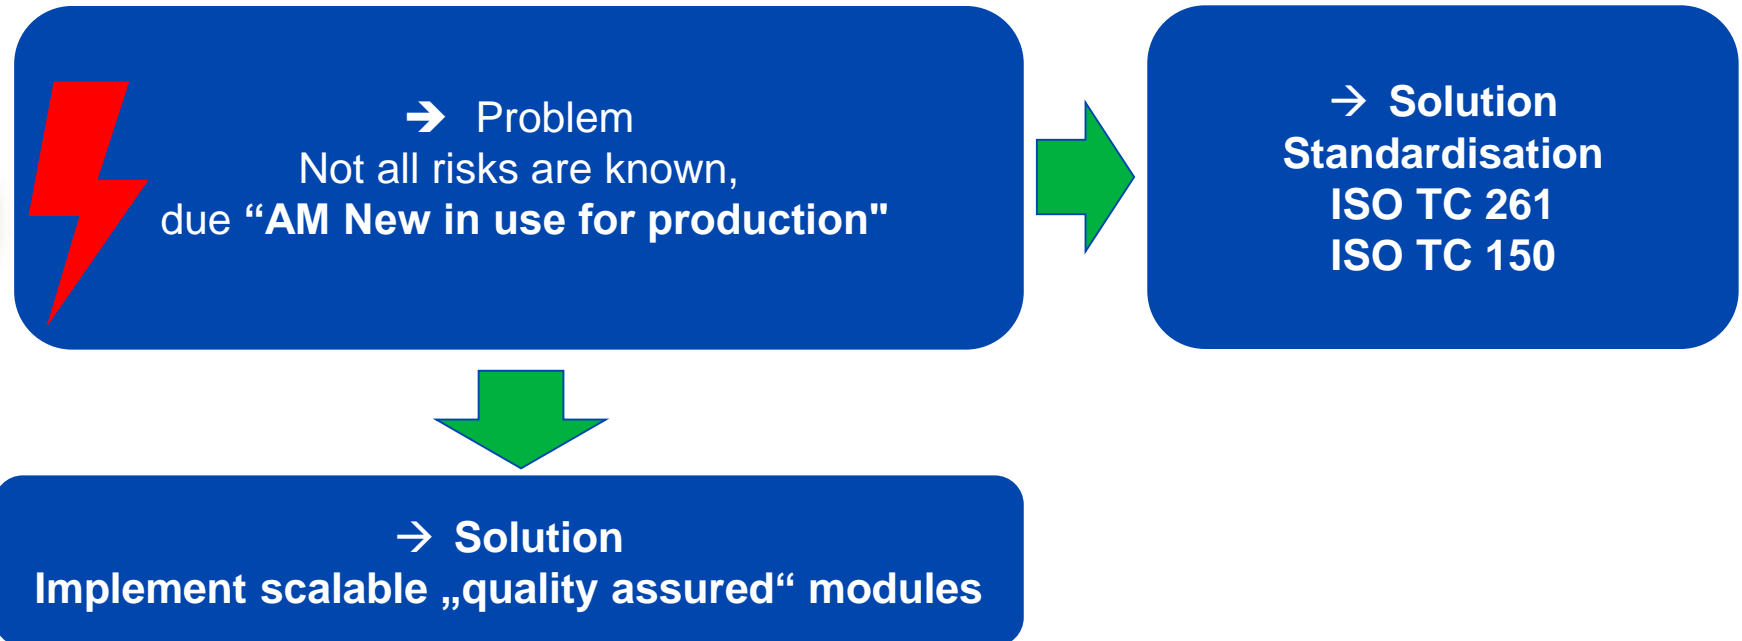 ➔ Problem
Not all risks are known,
due “AM New in use for production"
→ Solution
Standardisation
ISO TC 261
ISO TC 150
→ Solution
Implement scalable „quality assured“ modules